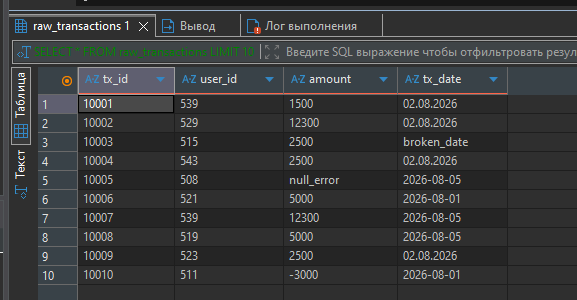 raw_transactions 1 Вывод Лог выполнения
SELECT * FROM raw_transactions LIMIT 10 Введите SQL выражение чтобы отфильтровать резул
Таблица
Текст
A-Z tx_id A-Z user_id A-Z amount A-Z tx_date
1 10001 539 1500 02.08.2026
2 10002 529 12300 02.08.2026
3 10003 515 2500 broken_date
4 10004 543 2500 02.08.2026
5 10005 508 null_error 2026-08-05
6 10006 521 5000 2026-08-01
7 10007 539 12300 2026-08-05
8 10008 519 5000 2026-08-05
9 10009 523 2500 02.08.2026
10 10010 511 -3000 2026-08-01